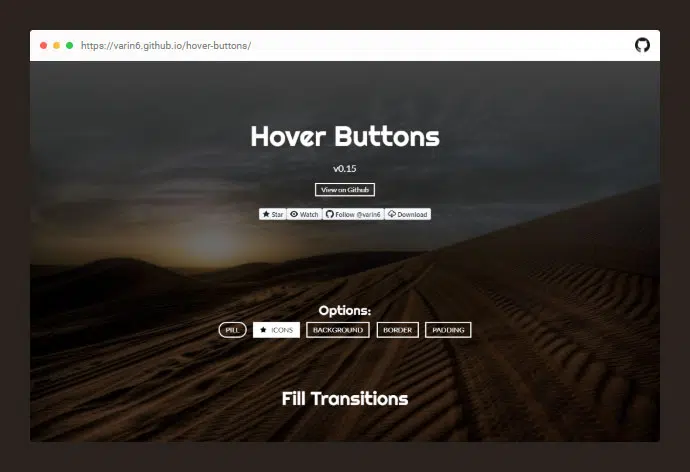 https://varin6.github.io/hover-buttons/
Hover Buttons
v0.15
View on Github
Star Watch Follow @varin6 Download
Options:
PILL ICONS BACKGROUND BORDER PADDING
Fill Transitions